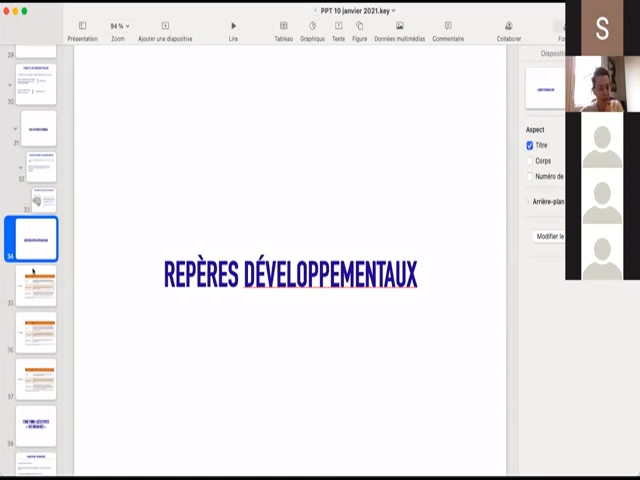 PPT 10 janvier 2021.key
94 %
Présentation
Zoom
Ajouter une diapositive
Lire
Tableau
Graphique
Texte
Figure
Données multimédias
Commentaire
Collaborer
29
30
31
32
33
34
35
36
37
38
REPÈRES DÉVELOPPEMENTAUX
Aspect
Titre
Corps
Numéro de
Arrière-plan
Modifier le
S